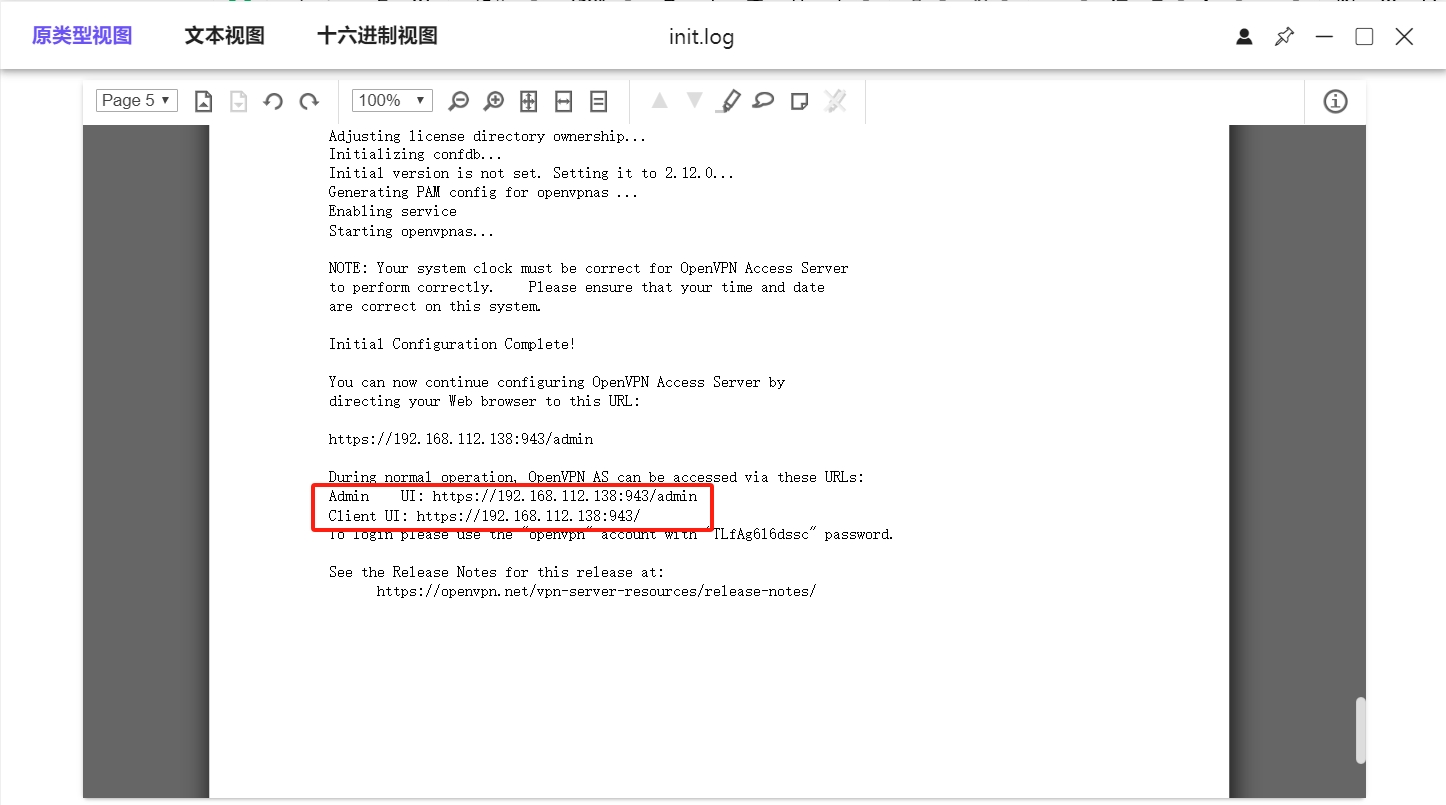 原类型视图 文本视图 十六进制视图 init.log
Page 5 100%
Adjusting license directory ownership...
Initializing confdb...
Initial version is not set. Setting it to 2.12.0...
Generating PAM config for openvpnas ...
Enabling service
Starting openvpnas...
NOTE: Your system clock must be correct for OpenVPN Access Server
to perform correctly. Please ensure that your time and date
are correct on this system.
Initial Configuration Complete!
You can now continue configuring OpenVPN Access Server by
directing your Web browser to this URL:
https://192.168.112.138:943/admin
During normal operation, OpenVPN AS can be accessed via these URLs:
Admin UI: https://192.168.112.138:943/admin
Client UI: https://192.168.112.138:943/
To login please use the "openvpn" account with "TLfAg6l6dssc" password.
See the Release Notes for this release at:
https://openvpn.net/vpn-server-resources/release-notes/